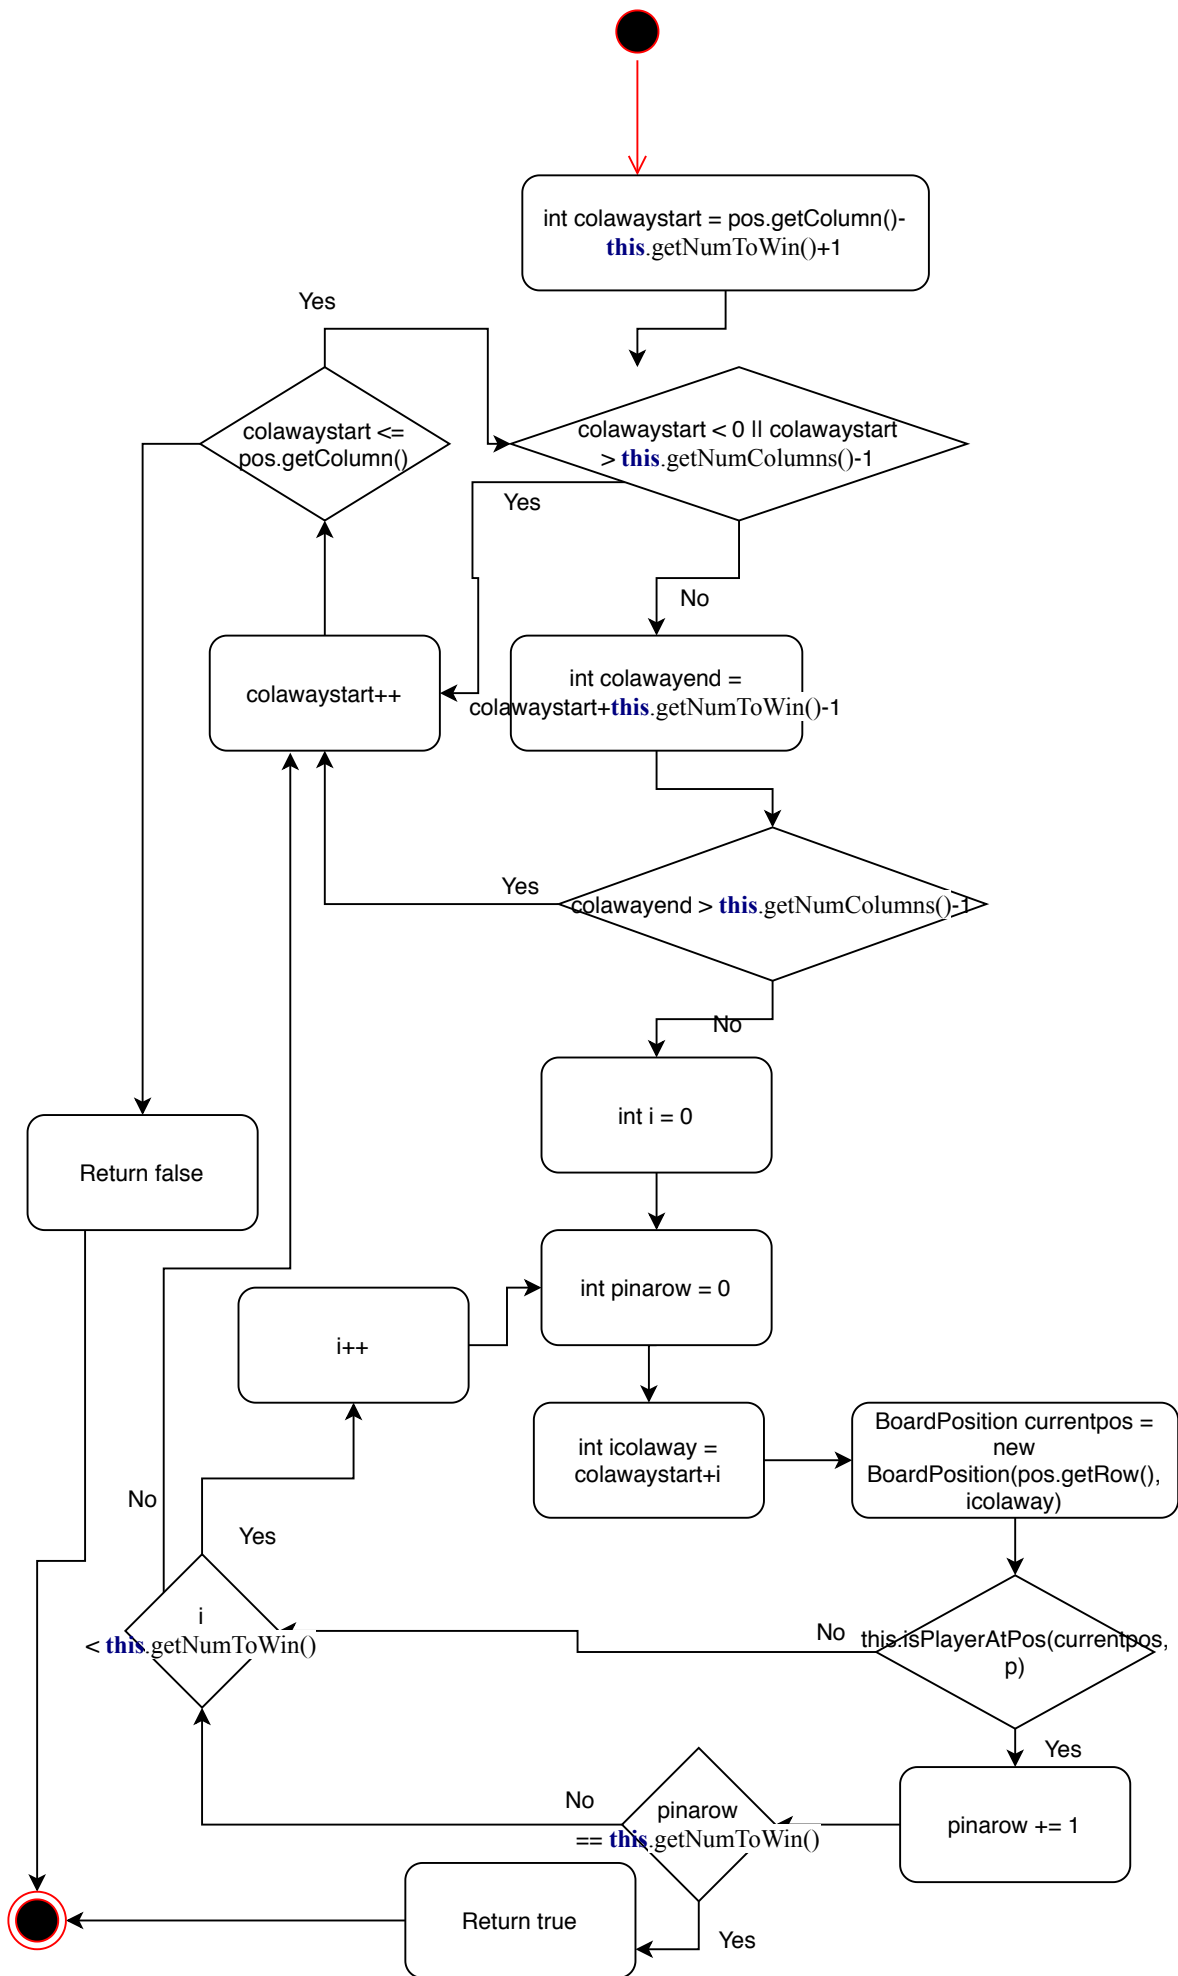 int colawaystart = pos.getColumn()-
this.getNumToWin()+1
Yes
colawaystart <=
pos.getColumn()
colawaystart < 0 || colawaystart
> this.getNumColumns()-1
Yes
No
colawaystart++
int colawayend =
colawaystart+this.getNumToWin()-1
Yes
colawayend > this.getNumColumns()-1
No
int i = 0
Return false
int pinarow = 0
i++
int icolaway =
colawaystart+i
BoardPosition currentpos =
new
BoardPosition(pos.getRow(),
icolaway)
No
Yes
i
< this.getNumToWin()
No
this.isPlayerAtPos(currentpos,
p)
Yes
No
pinarow
== this.getNumToWin()
pinarow += 1
Return true
Yes